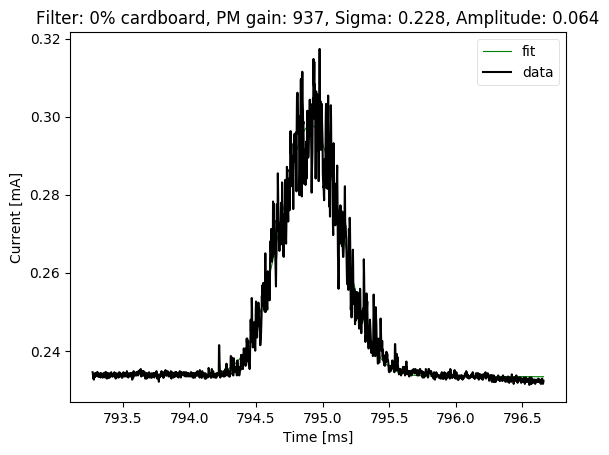 Filter: 0% cardboard, PM gain: 937, Sigma: 0.228, Amplitude: 0.064
0.32
0.30
0.28
0.26
0.24
Current [mA]
fit
data
793.5 794.0 794.5 795.0 795.5 796.0 796.5
Time [ms]